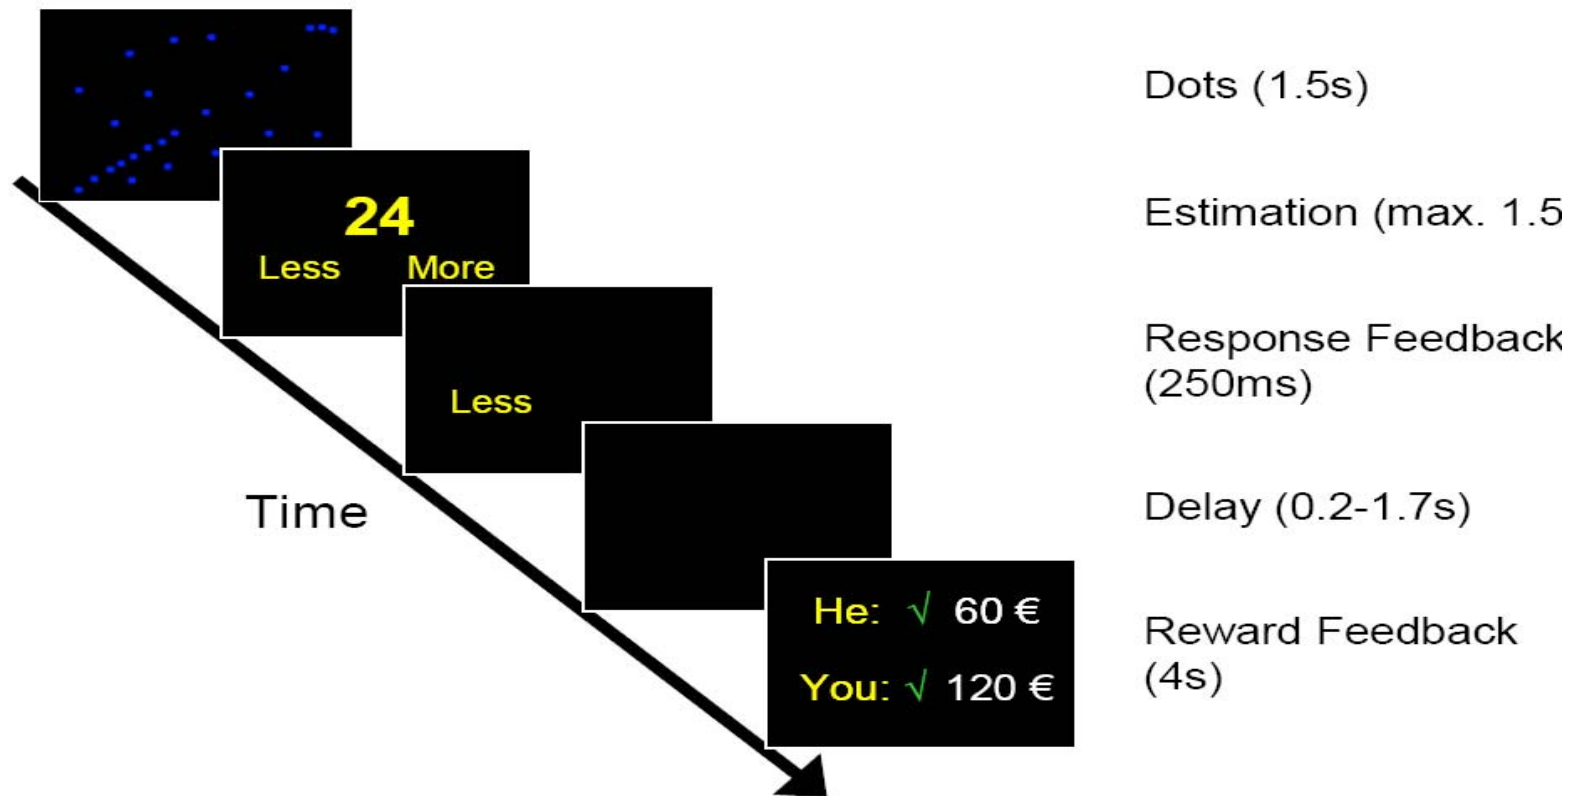 Dots (1.5s)
24
Less More
Estimation (max. 1.5
Less
Response Feedback
(250ms)
Time
Delay (0.2-1.7s)
He: √ 60 €
You: √ 120 €
Reward Feedback
(4s)